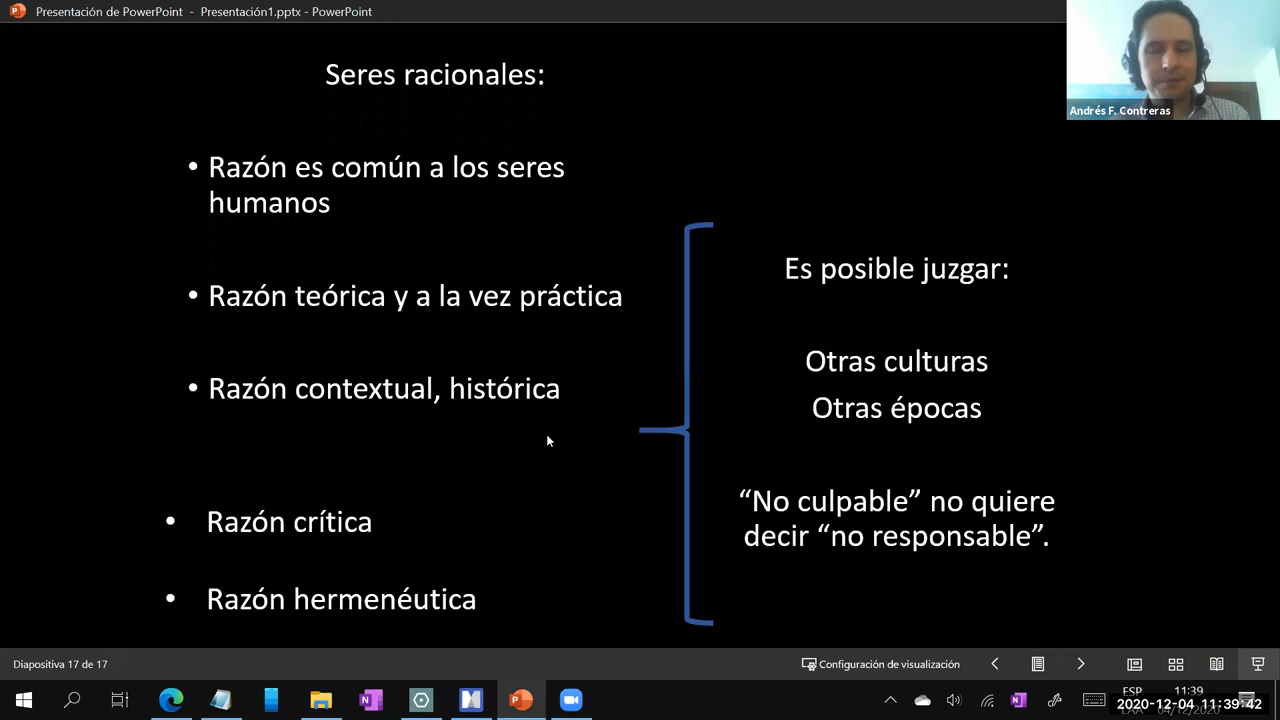 Presentación de PowerPoint - Presentación1.pptx - PowerPoint
Andrés F. Contreras
Seres racionales:
• Razón es común a los seres
humanos
• Razón teórica y a la vez práctica
• Razón contextual, histórica
• Razón crítica
• Razón hermenéutica
Es posible juzgar:
Otras culturas
Otras épocas
“No culpable” no quiere
decir “no responsable”.
Diapositiva 17 de 17
Configuración de visualización
ESP
11:39
2020-12-04 11:39:42